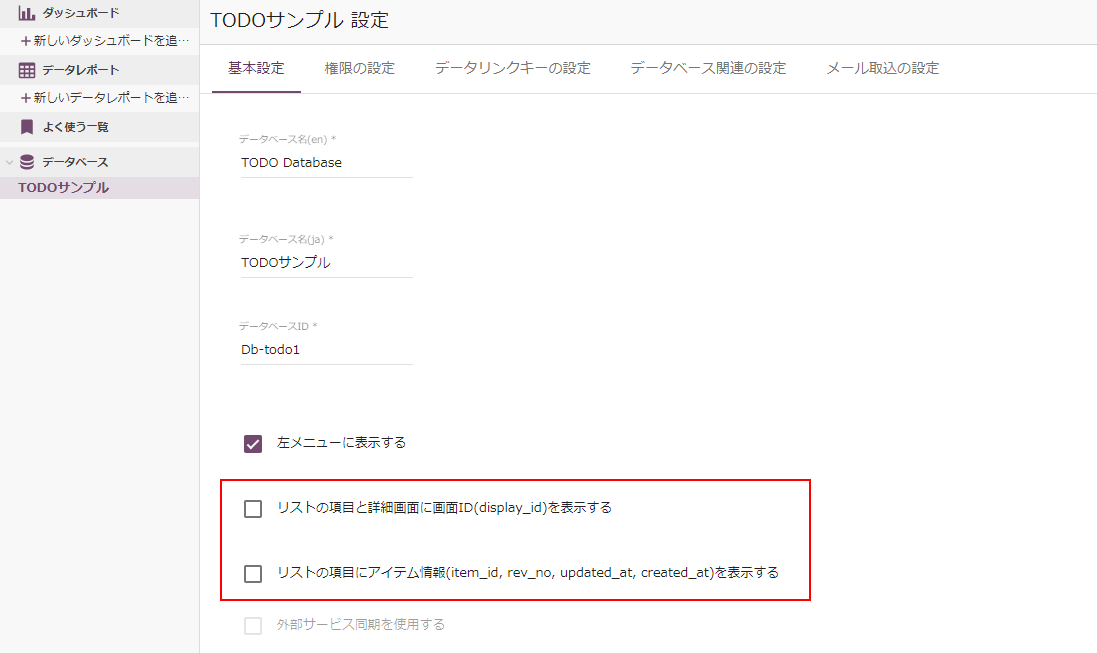 ダッシュボード
+新しいダッシュボードを追…
データレポート
+新しいデータレポートを追…
よく使う一覧
データベース
TODOサンプル
TODOサンプル 設定
基本設定 権限の設定 データリンクキーの設定 データベース関連の設定 メール取込の設定
データベース名(en) *
TODO Database
データベース名(ja) *
TODOサンプル
データベースID *
Db-todo1
左メニューに表示する
リストの項目と詳細画面に画面ID(display_id)を表示する
リストの項目にアイテム情報(item_id, rev_no, updated_at, created_at)を表示する
外部サービス同期を使用する